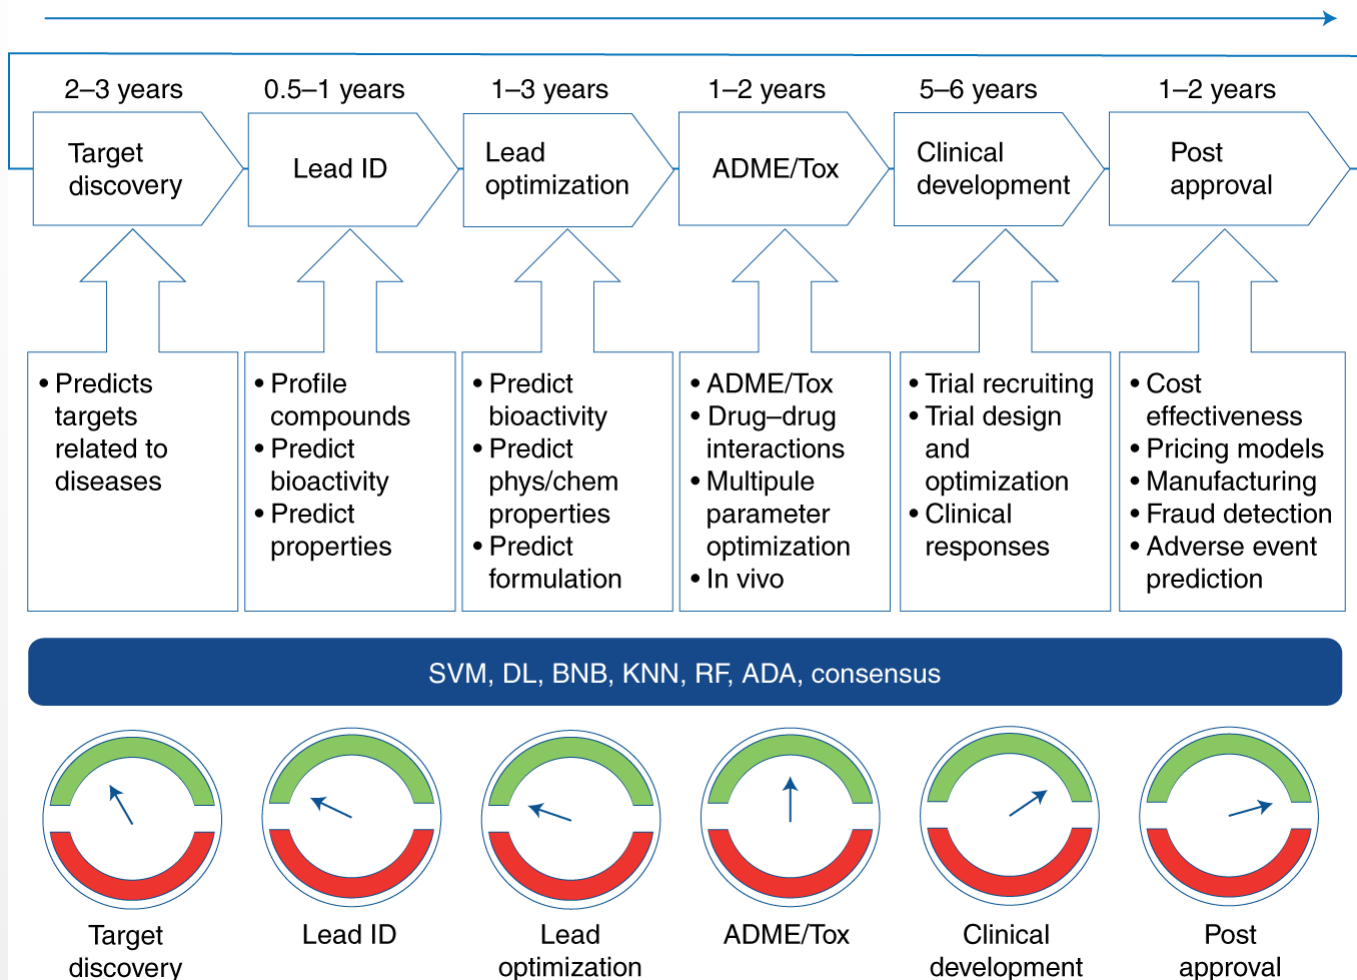 2–3 years
0.5–1 years
1–3 years
1–2 years
5–6 years
1–2 years
Target
discovery
Lead ID
Lead
optimization
ADME/Tox
Clinical
development
Post
approval
• Predicts
targets
related to
diseases
• Profile
compounds
• Predict
bioactivity
• Predict
properties
• Predict
bioactivity
• Predict
phys/chem
properties
• Predict
formulation
• ADME/Tox
• Drug–drug
interactions
• Multipule
parameter
optimization
• In vivo
• Trial recruiting
• Trial design
and
optimization
• Clinical
responses
• Cost
effectiveness
• Pricing models
• Manufacturing
• Fraud detection
• Adverse event
prediction
SVM, DL, BNB, KNN, RF, ADA, consensus
Target
discovery
Lead ID
Lead
optimization
ADME/Tox
Clinical
development
Post
approval